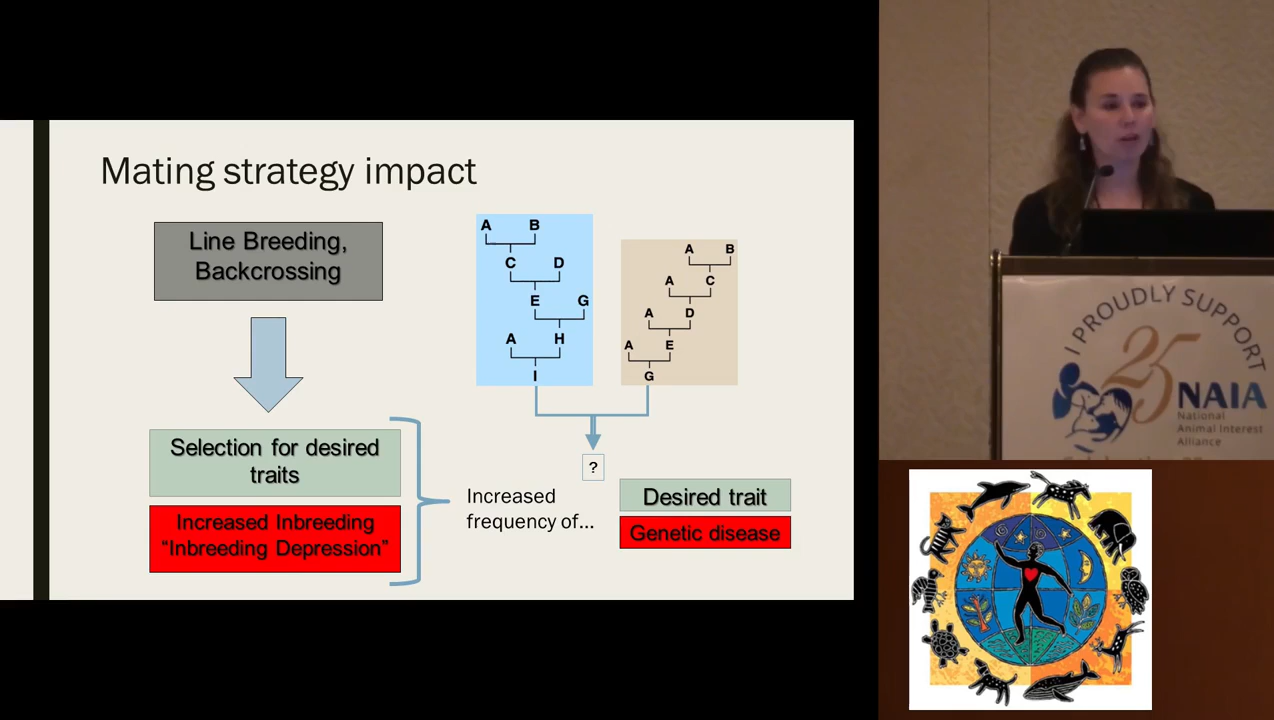 Mating strategy impact
Line Breeding,
Backcrossing
Selection for desired
traits
Increased Inbreeding
“Inbreeding Depression”
A B
C D
E G
A H
I
A B
A C
A D
A E
G
?
Increased
frequency of...
Desired trait
Genetic disease
I PROUDLY SUPPORT
25
NAIA
National
Animal Interest
Alliance